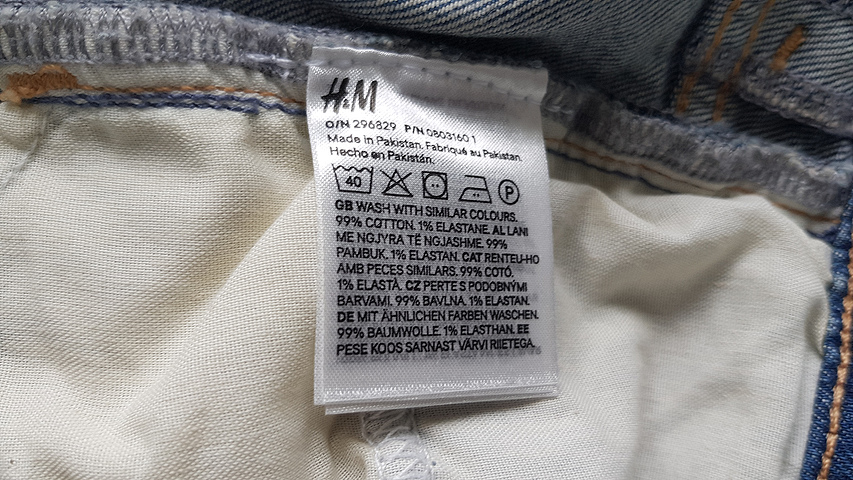 H&M
O/N 296829 P/N 0803160 1
Made in Pakistan. Fabriqué au Pakistan.
Hecho en Pakistán.
40 P
GB WASH WITH SIMILAR COLOURS.
99% COTTON. 1% ELASTANE. AL LANI
ME NGJYRA TË NGJASHME. 99%
PAMBUK. 1% ELASTAN. CAT RENTEU-HO
AMB PECES SIMILARS. 99% COTÓ.
1% ELASTÀ. CZ PERTE S PODOBNÝMI
BARVAMI. 99% BAVLNA. 1% ELASTAN.
DE MIT ÄHNLICHEN FARBEN WASCHEN.
99% BAUMWOLLE. 1% ELASTHAN. EE
PESE KOOS SARNAST VÄRVI RIIETEGA.